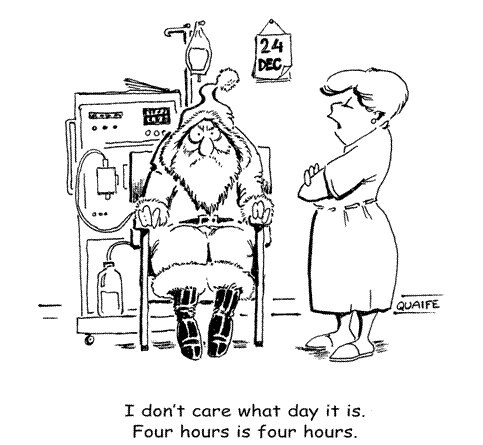 24
DEC.
QUAIFE
I don't care what day it is.
Four hours is four hours.